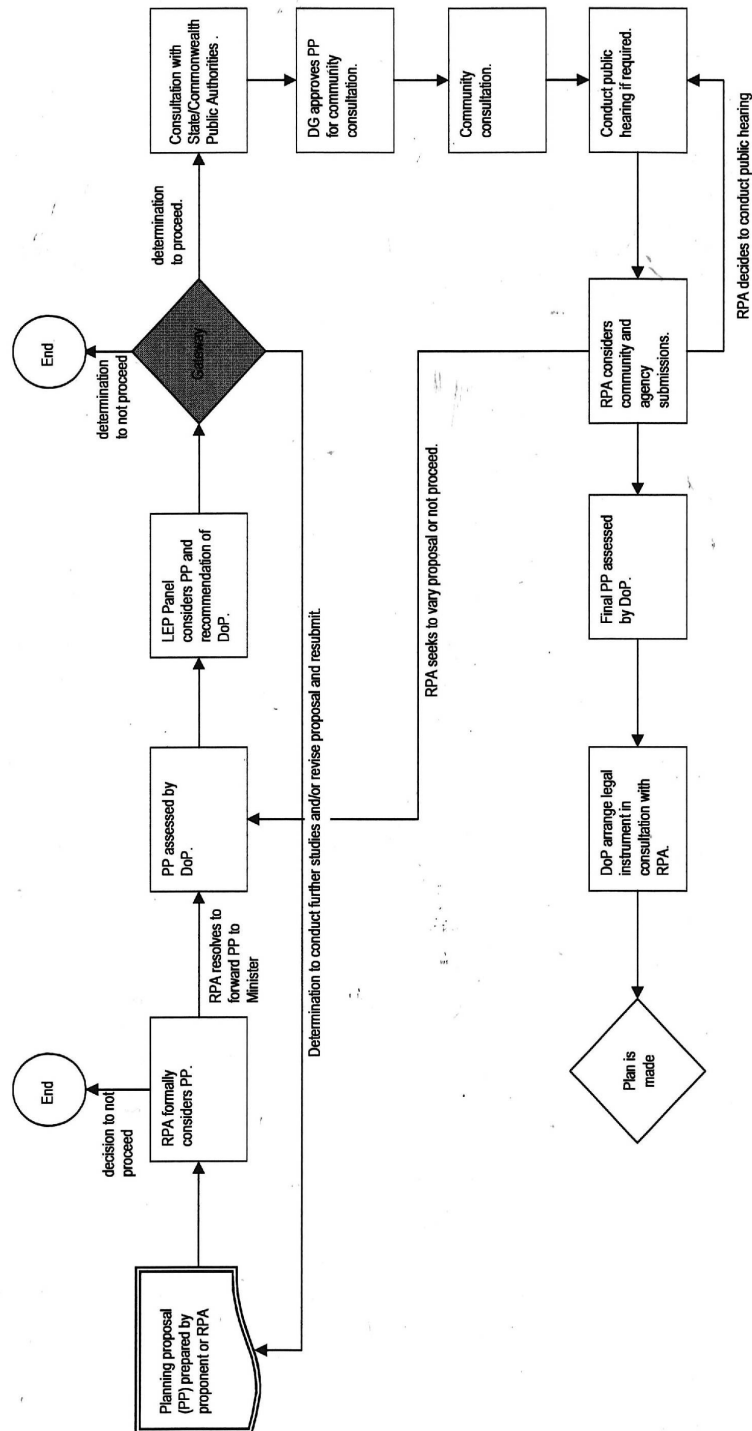 Planning proposal
(PP) prepared by
proponent or RPA
RPA formally
considers PP.
decision to not
proceed
End
RPA resolves to
forward PP to
Minister
PP assessed by
DoP.
LEP Panel
considers PP and
recommendation of
DoP.
Gateway
determination
to not proceed
End
determination
to proceed.
Determination to conduct further studies and/or revise proposal and resubmit.
Consultation with
State/Commonwealth
Public Authorities .
DG approves PP
for community
consultation.
Community
consultation.
Conduct public
hearing if required.
RPA decides to conduct public hearing
RPA considers
community and
agency
submissions.
RPA seeks to vary proposal or not proceed.
Final PP assessed
by DoP.
DoP arrange legal
instrument in
consultation with
RPA.
Plan is
made